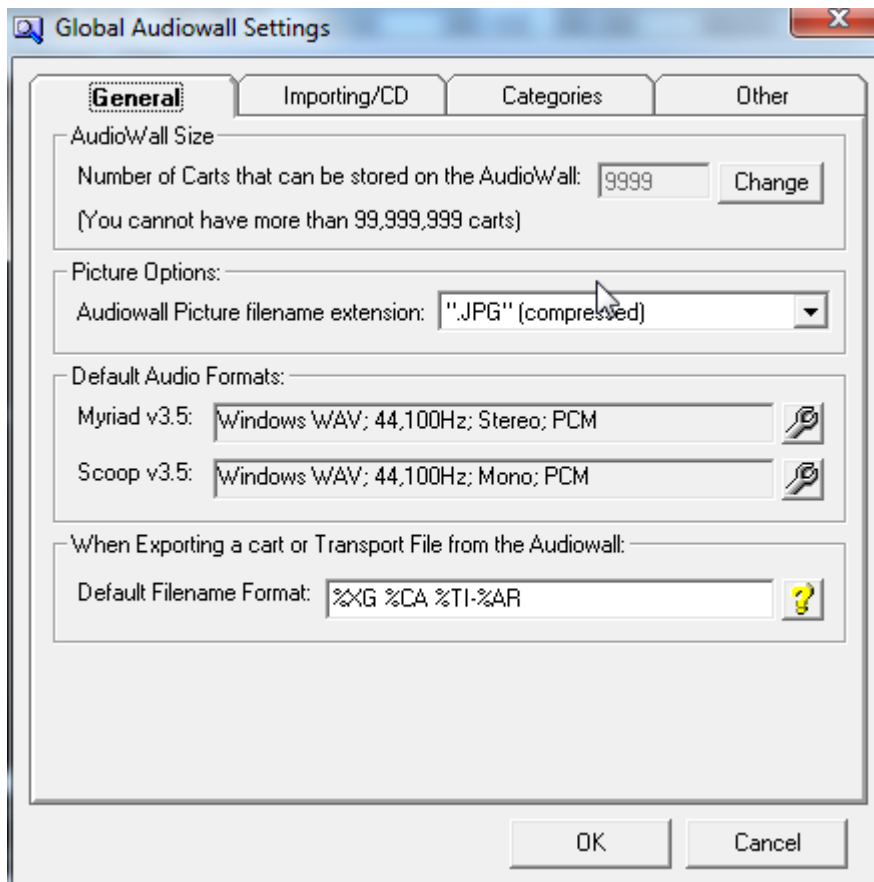 Global Audiowall Settings
General Importing/CD Categories Other
AudioWall Size
Number of Carts that can be stored on the AudioWall: 9999 Change
(You cannot have more than 99,999,999 carts)
Picture Options:
Audiowall Picture filename extension: ".JPG" (compressed)
Default Audio Formats:
Myriad v3.5: Windows WAV; 44,100Hz; Stereo; PCM
Scoop v3.5: Windows WAV; 44,100Hz; Mono; PCM
When Exporting a cart or Transport File from the Audiowall:
Default Filename Format: %XG %CA %TI-%AR
OK Cancel